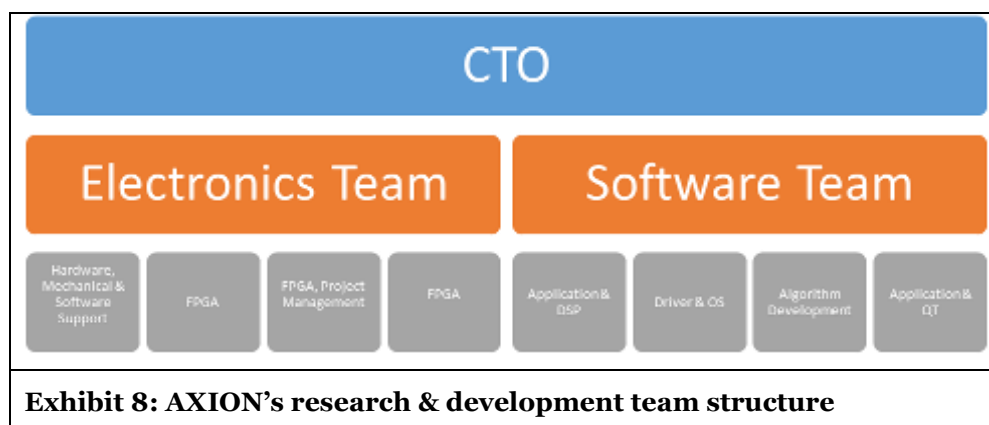 CTO
Electronics Team
Software Team
Hardware,
Mechanical &
Software
Support
FPGA
FPGA, Project
Management
FPGA
Application &
DSP
Driver & OS
Algorithm
Development
Application &
QT
Exhibit 8: AXION’s research & development team structure